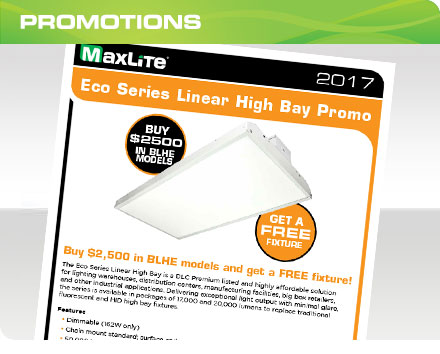 PROMOTIONS
MAXLITE®
2017
Eco Series Linear High Bay Promo
BUY
$2500
IN BLHE
MODELS
GET A
FREE
FIXTURE
Buy $2,500 in BLHE models and get a FREE fixture!
The Eco Series Linear High Bay is a DLC Premium listed and highly affordable solution
for lighting warehouses, distribution centers, manufacturing facilities, big box retailers,
and other industrial applications. Delivering exceptional light output with minimal glare,
the series is available in packages of 17,000 and 20,000 lumens to replace traditional
fluorescent and HID high bay fixtures.
Features
• Dimmable (162W only)
• Chain mount standard; surface